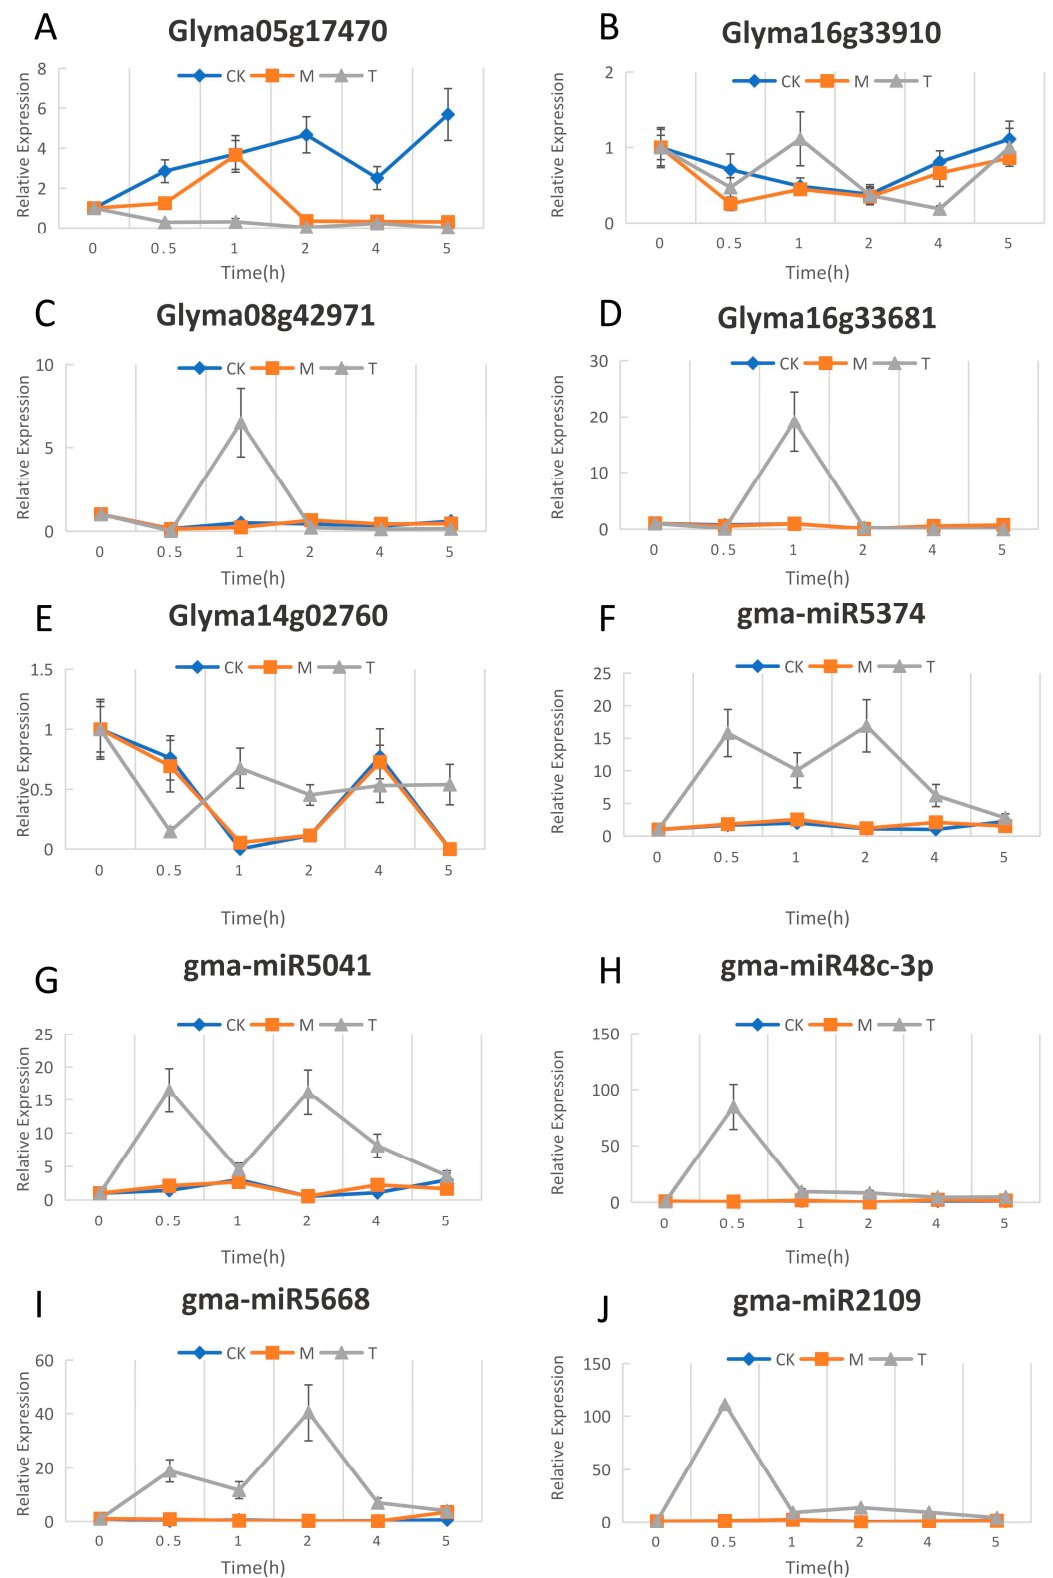 A
Glyma05g17470
CK M T
Relative Expression
8
6
4
2
0
0 0.5 1 2 4 5
Time(h)
B
Glyma16g33910
CK M T
Relative Expression
2
1
0
0 0.5 1 2 4 5
Time(h)
C
Glyma08g42971
CK M T
Relative Expression
10
5
0
0 0.5 1 2 4 5
Time(h)
D
Glyma16g33681
CK M T
Relative Expression
30
20
10
0
0 0.5 1 2 4 5
Time(h)
E
Glyma14g02760
CK M T
Relative Expression
1.5
1
0.5
0
0 0.5 1 2 4 5
Time(h)
F
gma-miR5374
CK M T
Relative Expression
25
20
15
10
5
0
0 0.5 1 2 4 5
Time(h)
G
gma-miR5041
CK M T
Relative Expression
25
20
15
10
5
0
0 0.5 1 2 4 5
Time(h)
H
gma-miR48c-3p
CK M T
Relative Expression
150
100
50
0
0 0.5 1 2 4 5
Time(h)
I
gma-miR5668
CK M T
Relative Expression
60
40
20
0
0 0.5 1 2 4 5
Time(h)
J
gma-miR2109
CK M T
Relative Expression
150
100
50
0
0 0.5 1 2 4 5
Time(h)